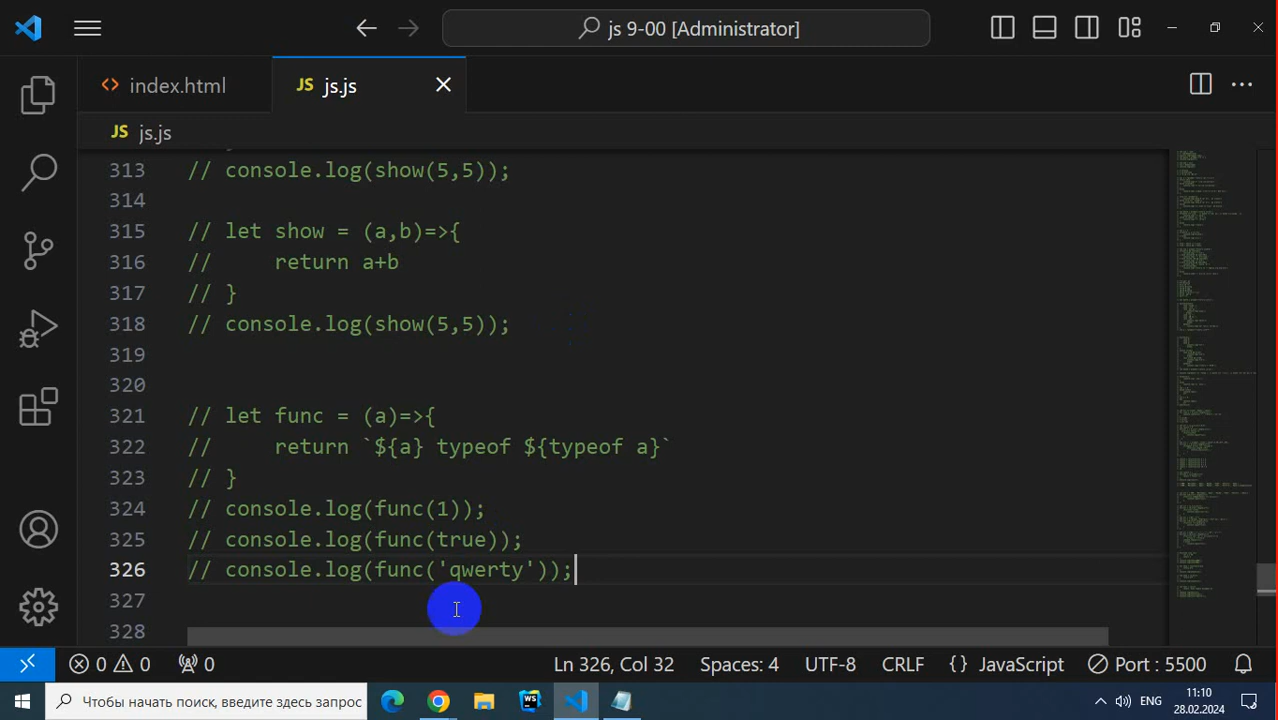 js 9-00 [Administrator]
index.html
JS js.js
JS js.js
313 // console.log(show(5,5));
314
315 // let show = (a,b)=>{
316 //     return a+b
317 // }
318 // console.log(show(5,5));
319
320
321 // let func = (a)=>{
322 //     return `${a} typeof ${typeof a}`
323 // }
324 // console.log(func(1));
325 // console.log(func(true));
326 // console.log(func('qwerty'));
327
328
0 0 0 Ln 326, Col 32 Spaces: 4 UTF-8 CRLF {} JavaScript Port : 5500
Чтобы начать поиск, введите здесь запрос WS ENG 11:10
28.02.2024